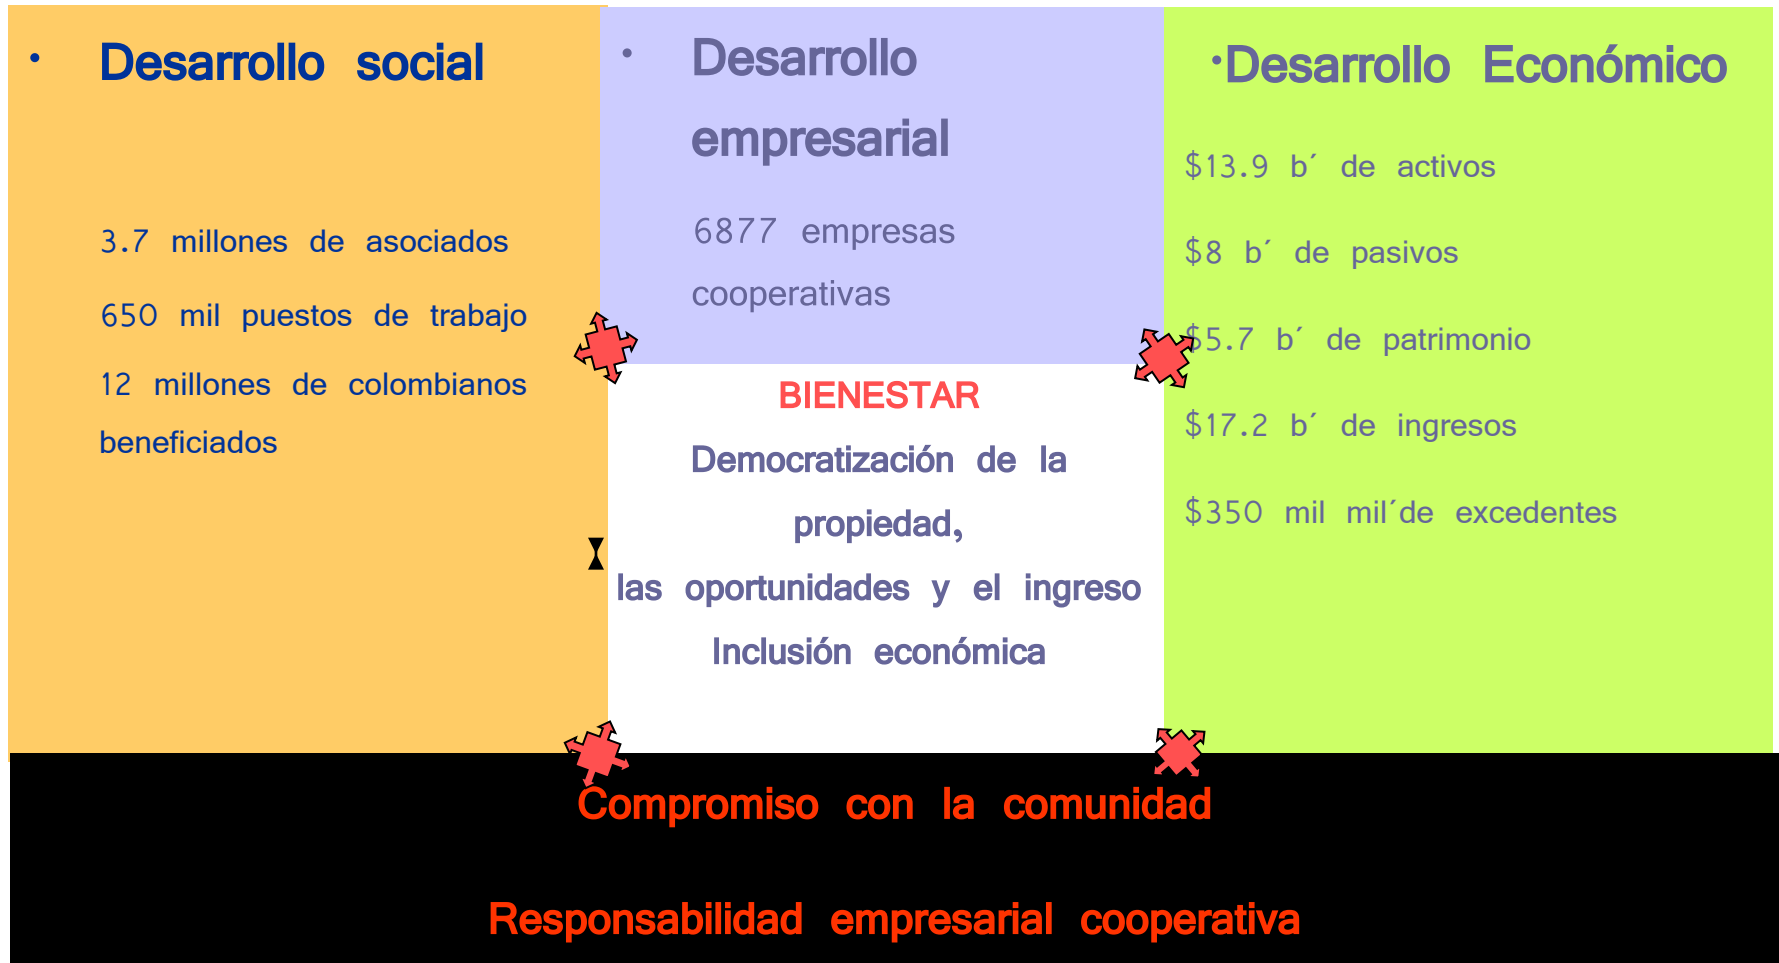 • Desarrollo social
3.7 millones de asociados
650 mil puestos de trabajo
12 millones de colombianos
beneficiados
• Desarrollo
empresarial
6877 empresas
cooperativas
•Desarrollo Económico
$13.9 b´ de activos
$8 b´ de pasivos
$5.7 b´ de patrimonio
$17.2 b´ de ingresos
$350 mil mil´de excedentes
BIENESTAR
Democratización de la
propiedad,
las oportunidades y el ingreso
Inclusión económica
Compromiso con la comunidad
Responsabilidad empresarial cooperativa